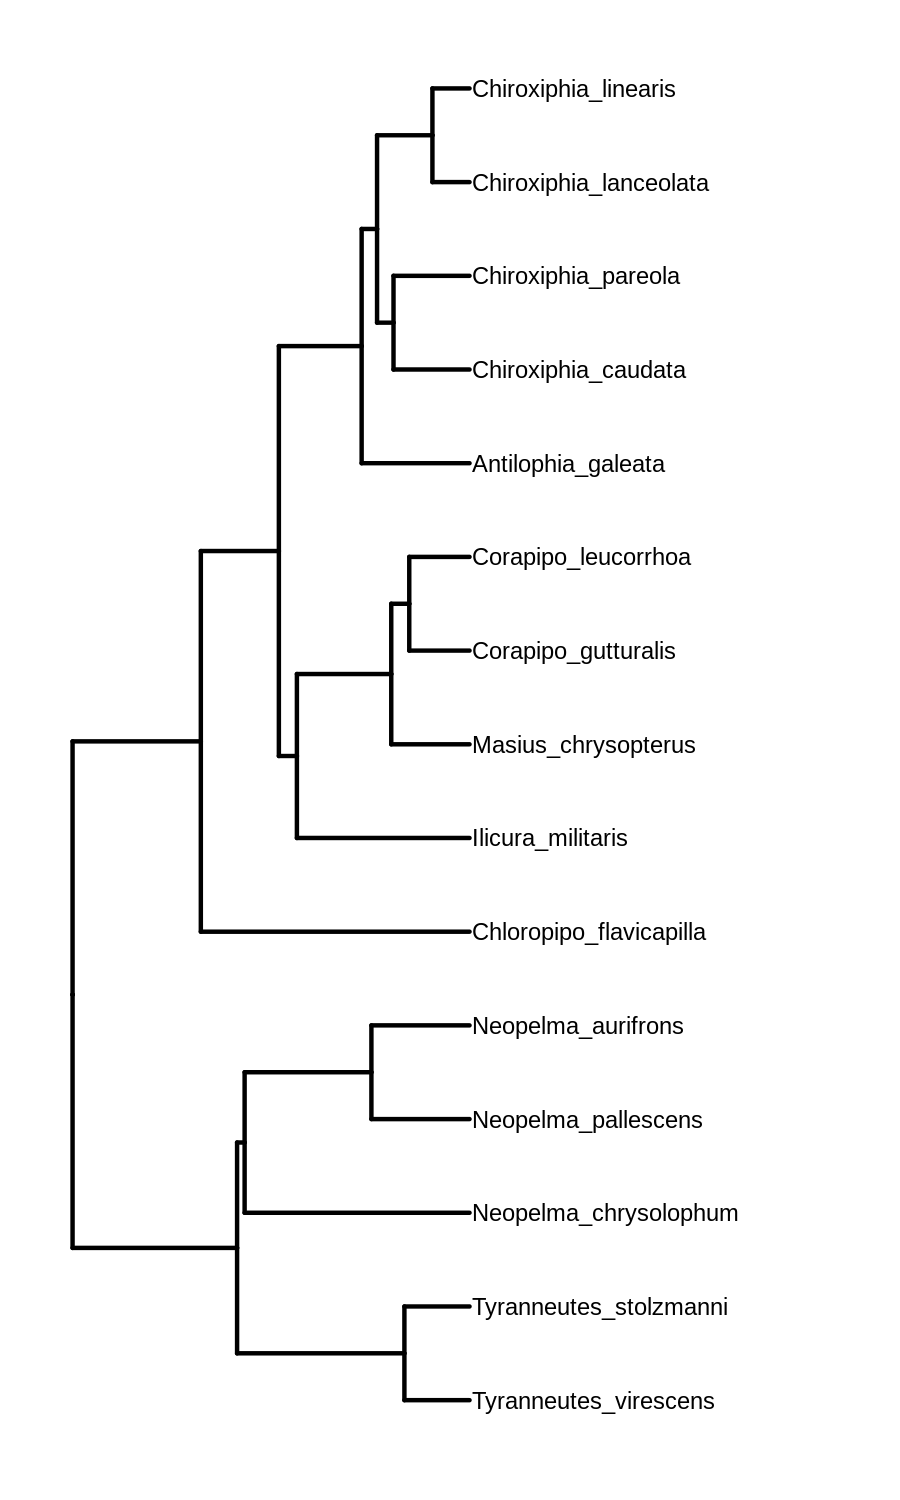 Chiroxiphia_linearis
Chiroxiphia_lanceolata
Chiroxiphia_pareola
Chiroxiphia_caudata
Antilophia_galeata
Corapipo_leucorrhoa
Corapipo_gutturalis
Masius_chrysopterus
Ilicura_militaris
Chloropipo_flavicapilla
Neopelma_aurifrons
Neopelma_pallescens
Neopelma_chrysolophum
Tyranneutes_stolzmanni
Tyranneutes_virescens